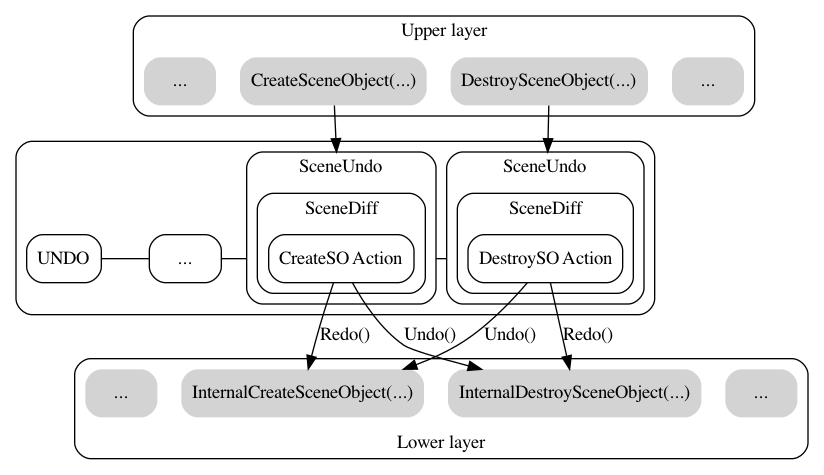 Upper layer
...
CreateSceneObject(...)
DestroySceneObject(...)
...
SceneUndo
SceneUndo
SceneDiff
SceneDiff
UNDO
...
CreateSO Action
DestroySO Action
Redo()
Undo()
Undo()
Redo()
...
InternalCreateSceneObject(...)
InternalDestroySceneObject(...)
...
Lower layer